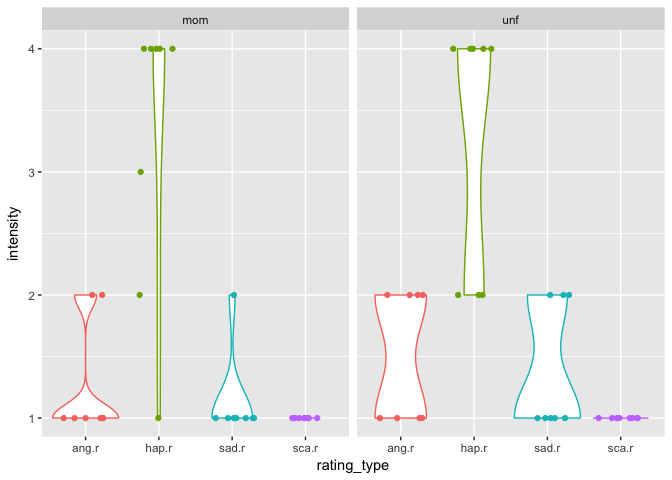 mom unf
4
3
2
1
intensity
ang.r hap.r sad.r sca.r ang.r hap.r sad.r sca.r
rating_type